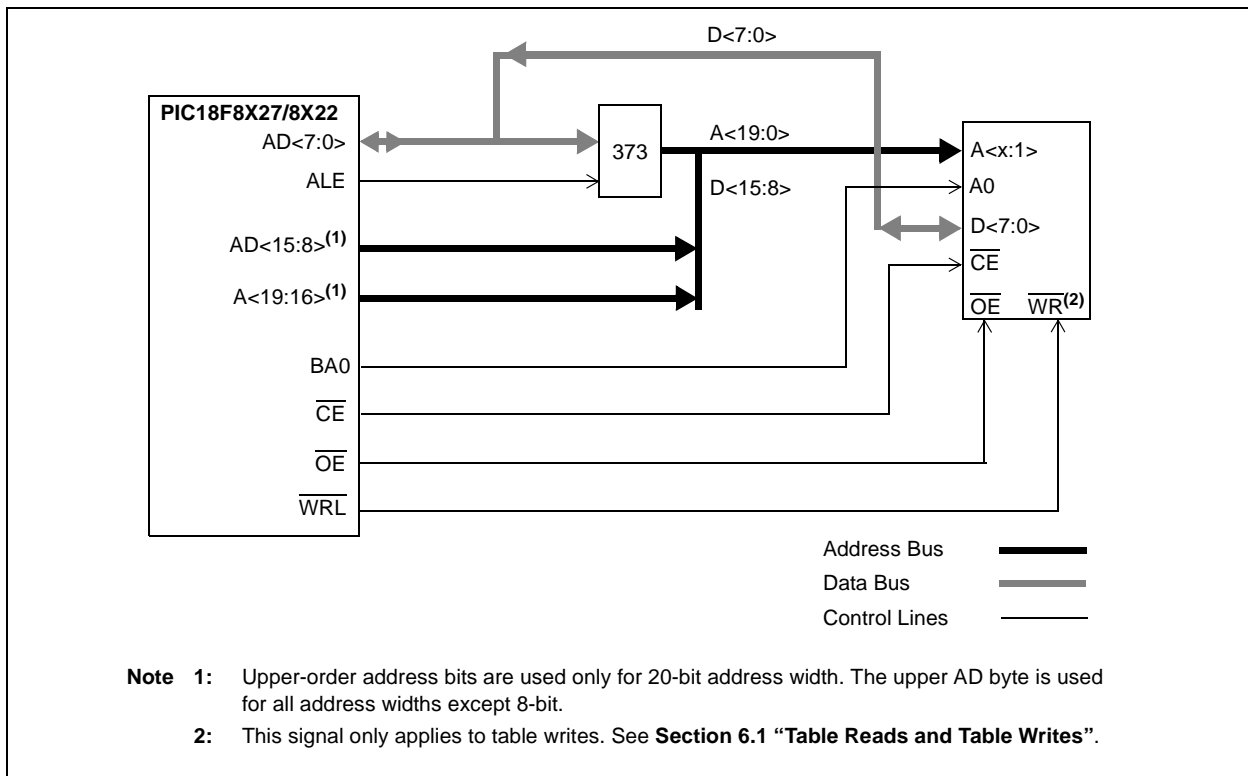 D<7:0>
PIC18F8X27/8X22
AD<7:0>
373
A<19:0>
A<x:1>
ALE
D<15:8>
A0
D<7:0>
AD<15:8>(1)
CE
A<19:16>(1)
OE WR(2)
BA0
CE
OE
WRL
Address Bus
Data Bus
Control Lines
Note 1: Upper-order address bits are used only for 20-bit address width. The upper AD byte is used
for all address widths except 8-bit.
2: This signal only applies to table writes. See Section 6.1 “Table Reads and Table Writes”.